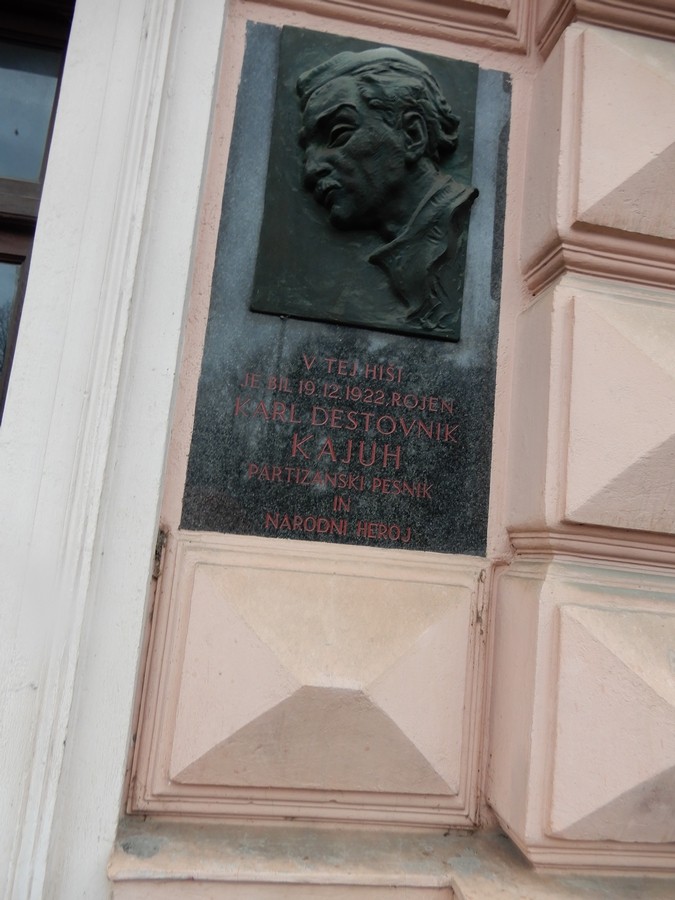 V TEJ HIŠI
JE BIL 19.12.1922 ROJEN
KARL DESTOVNIK
KAJUH
PARTIZANSKI PESNIK
IN
NARODNI HEROJ